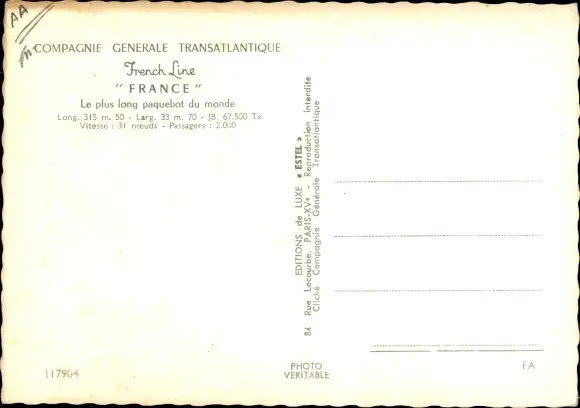 AA
COMPAGNIE GENERALE TRANSATLANTIQUE
French Line
"FRANCE"
Le plus long paquebot du monde
Long. 315 m. 50 - Larg. 33 m. 70 - JB. 67.500 Tx
Vitesse : 31 nœuds - Passagers : 2.000
EDITIONS de LUXE « ESTEL »
84 Rue Lecourbe, PARIS-XVe - Reproduction interdite
Cliché Compagnie Générale Transatlantique
117904
PHOTO
VERITABLE
FA